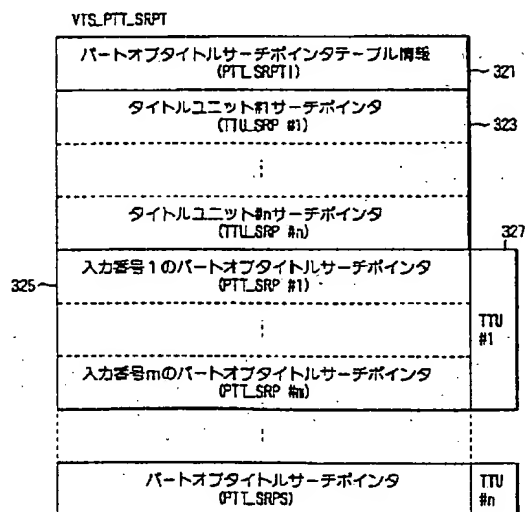 VTS_PTT_SRPT
パートオブタイトルサーチポインタテーブル情報
(PTT_SRPTI)
321
タイトルユニット#1サーチポインタ
(TTU_SRP #1)
323
タイトルユニット#nサーチポインタ
(TTU_SRP #n)
327
325
入力番号1のパートオブタイトルサーチポインタ
(PTT_SRP #1)
TTU
#1
入力番号mのパートオブタイトルサーチポインタ
(PTT_SRP #m)
パートオブタイトルサーチポインタ
(PTT_SRPS)
TTU
#n